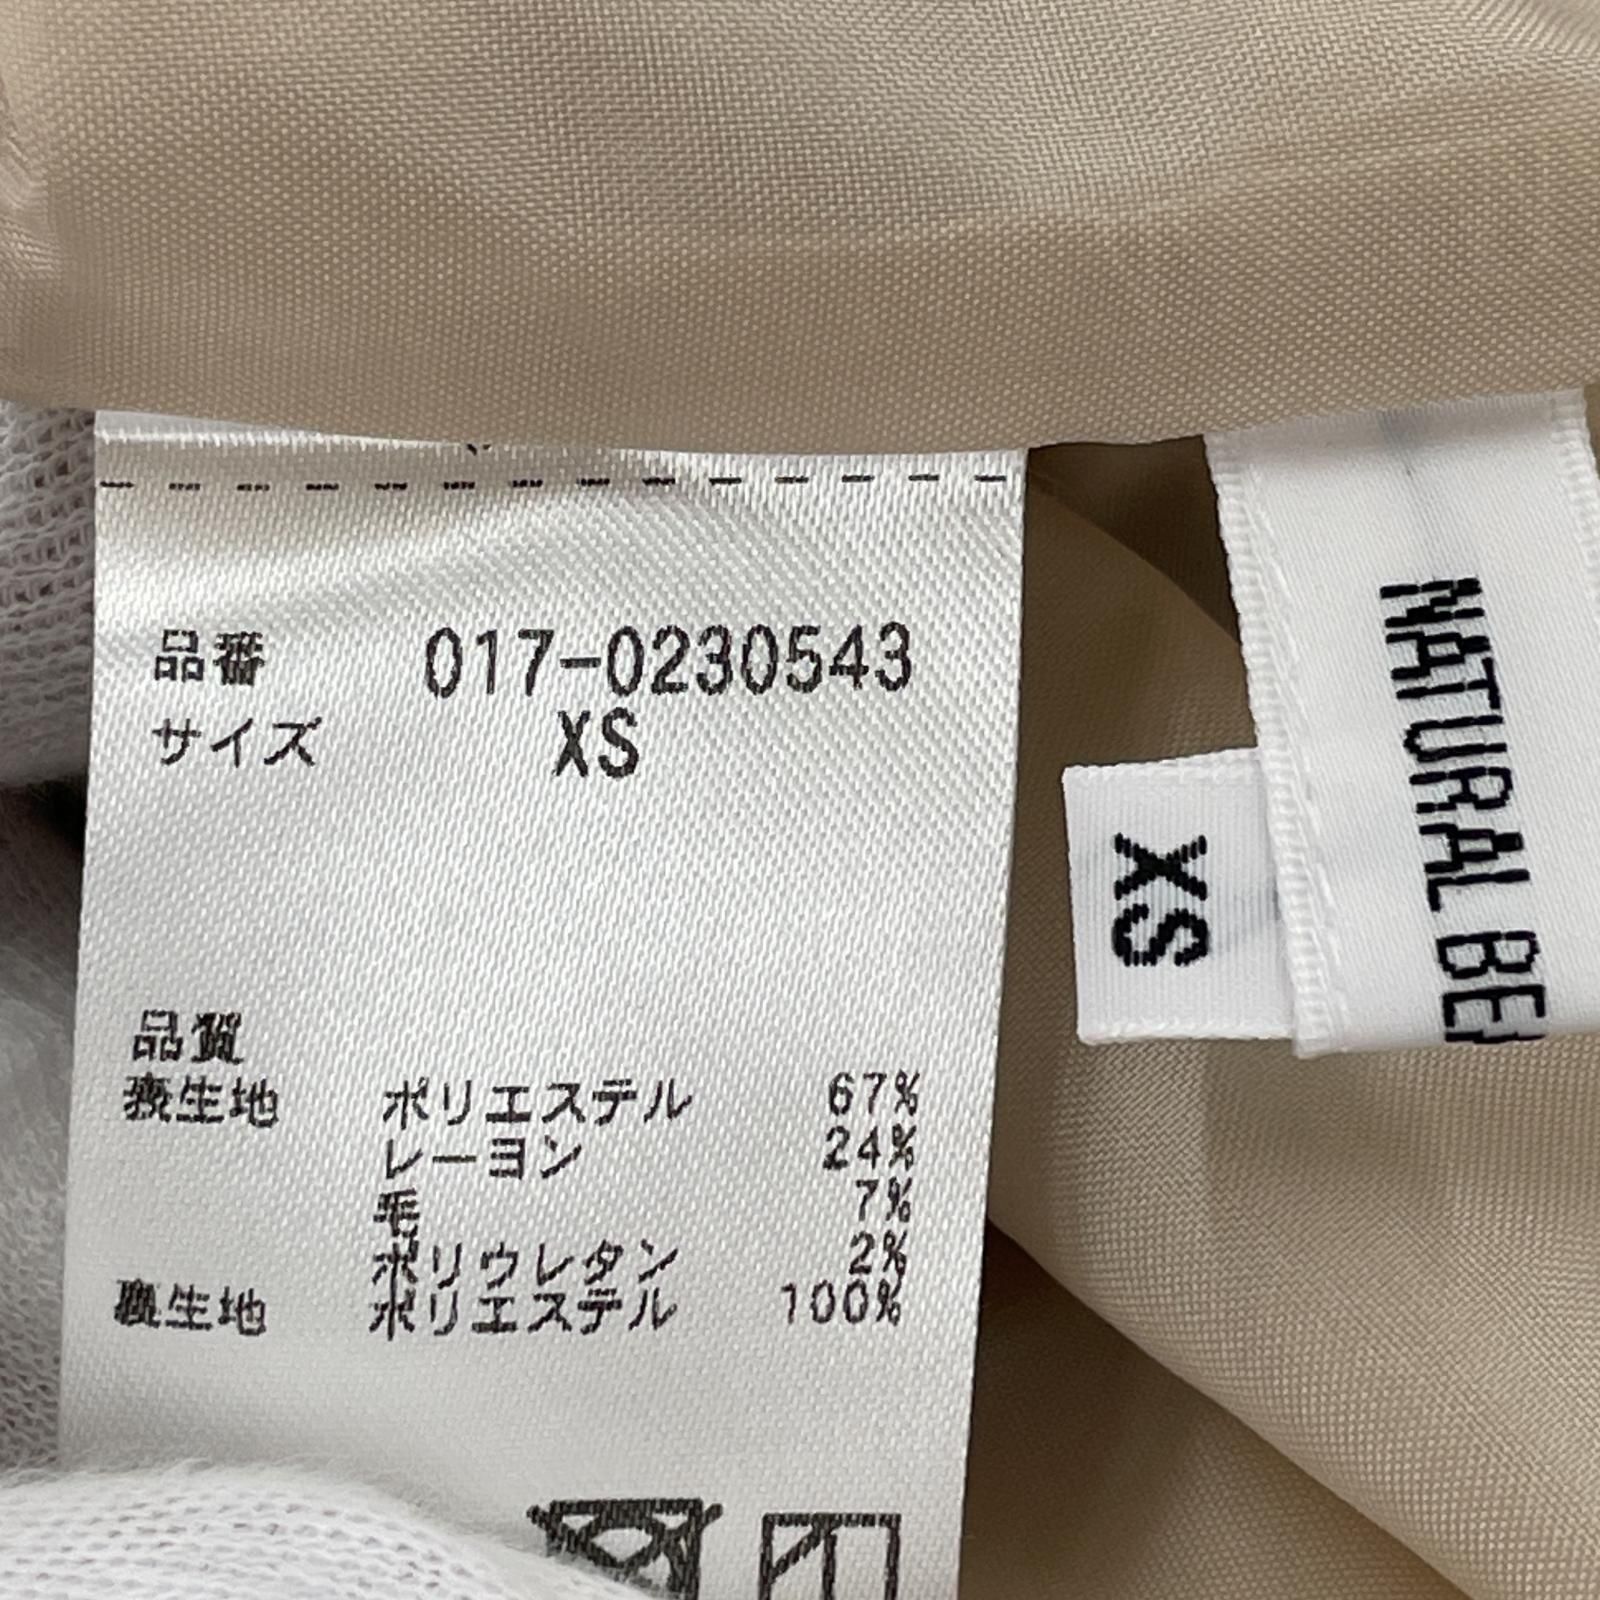 品番 017-0230543
サイズ XS
品質
表生地 ポリエステル 67%
レーヨン 24%
毛 7%
ポリウレタン 2%
裏生地 ポリエステル 100%
XS
NATURAL